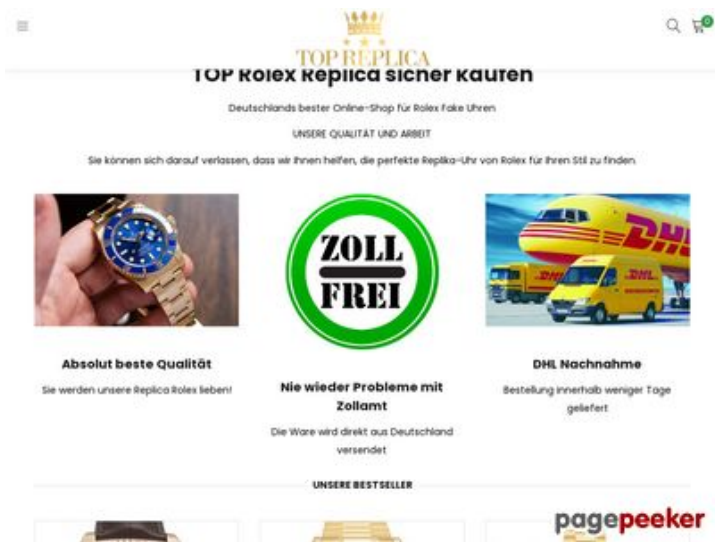 0
TOP REPLICA
TOP Rolex Replica sicher kaufen
Deutschlands bester Online-Shop für Rolex Fake Uhren
UNSERE QUALITÄT UND ARBEIT
Sie können sich darauf verlassen, dass wir Ihnen helfen, die perfekte Replika-Uhr von Rolex für Ihren Stil zu finden.
ZOLL
FREI
DHL
DHL
Absolut beste Qualität
Sie werden unsere Replica Rolex lieben!
Nie wieder Probleme mit
Zollamt
Die Ware wird direkt aus Deutschland
versendet
DHL Nachnahme
Bestellung innerhalb weniger Tage
geliefert
UNSERE BESTSELLER
pagepeeker